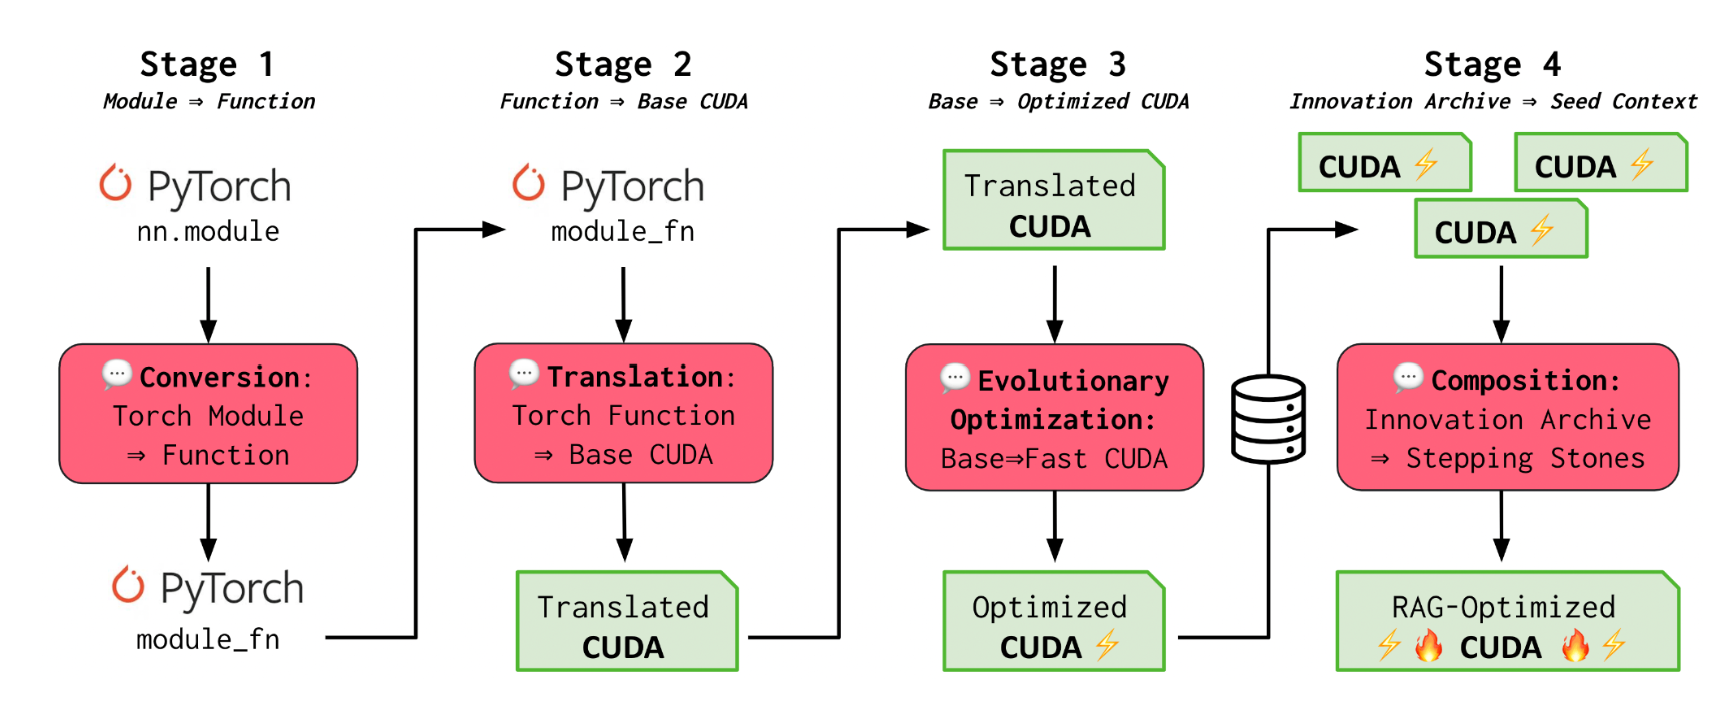 Stage 1
Module ⇒ Function
PyTorch
nn.module
Conversion:
Torch Module
⇒ Function
PyTorch
module_fn
Stage 2
Function ⇒ Base CUDA
PyTorch
module_fn
Translation:
Torch Function
⇒ Base CUDA
Translated
CUDA
Stage 3
Base ⇒ Optimized CUDA
Translated
CUDA
Evolutionary
Optimization:
Base⇒Fast CUDA
Optimized
CUDA ⚡
Stage 4
Innovation Archive ⇒ Seed Context
CUDA ⚡
CUDA ⚡
CUDA ⚡
Composition:
Innovation Archive
⇒ Stepping Stones
RAG-Optimized
⚡🔥 CUDA 🔥⚡